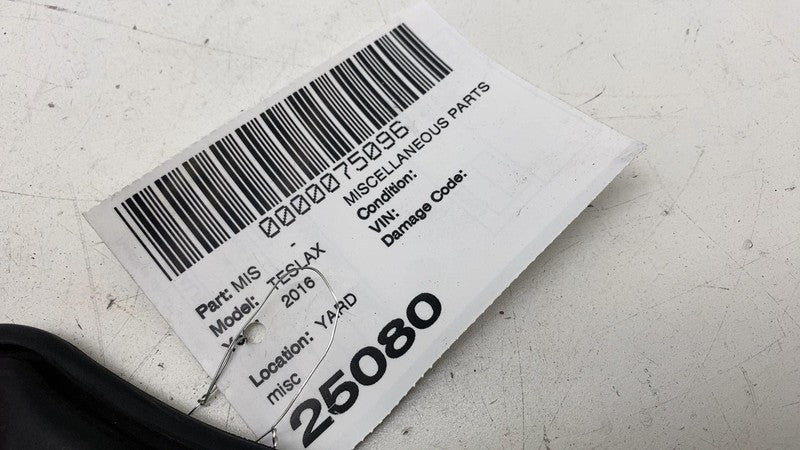 0000075096
Part: MIS - MISCELLANEOUS PARTS
Model: TESLAX Condition:
2016 VIN:
Damage Code:
Location: YARD
misc
25080